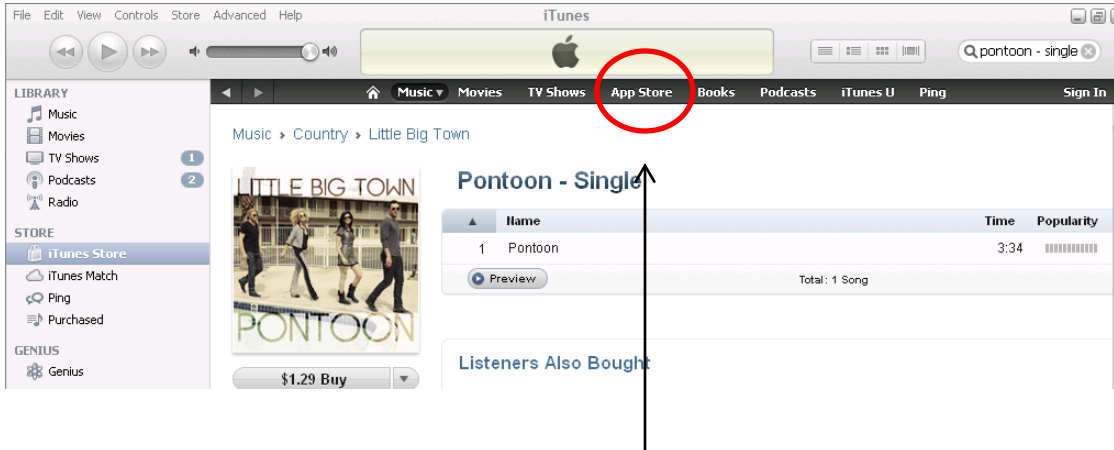 File Edit View Controls Store Advanced Help
iTunes
pontoon - single
LIBRARY
Music
Movies
TV Shows 1
Podcasts 2
Radio
STORE
iTunes Store
iTunes Match
Ping
Purchased
GENIUS
Genius
Music Movies TV Shows App Store Books Podcasts iTunes U Ping Sign In
Music › Country › Little Big Town
LITTLE BIG TOWN
PONTOON
$1.29 Buy
Pontoon - Single
Name Time Popularity
1 Pontoon 3:34
Preview Total: 1 Song
Listeners Also Bought